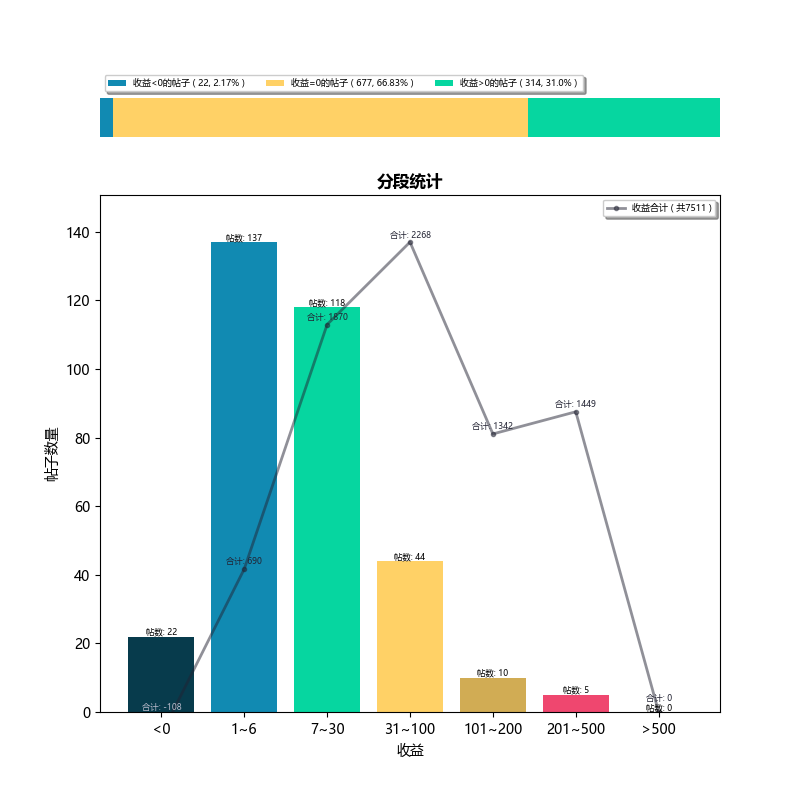 收益<0的帖子 ( 22, 2.17% ) 收益=0的帖子 ( 677, 66.83% ) 收益>0的帖子 ( 314, 31.0% )
分段统计
收益合计 ( 共7511 )
140
120
100
80
60
40
20
0
帖子数量
帖数: 22
帖数: 137
帖数: 118
帖数: 44
帖数: 10
帖数: 5
帖数: 0
合计: -108
合计: 690
合计: 1870
合计: 2268
合计: 1342
合计: 1449
合计: 0
<0 1~6 7~30 31~100 101~200 201~500 >500
收益